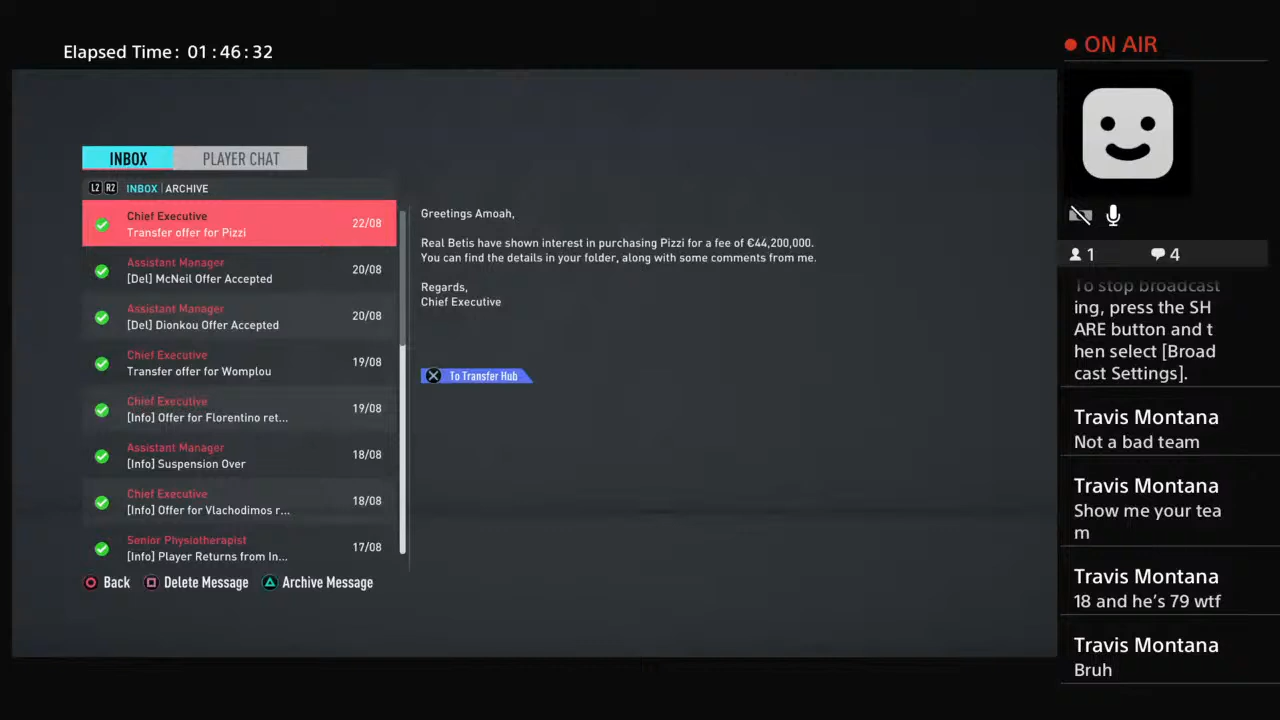 Elapsed Time: 01:46:32
ON AIR
INBOX
PLAYER CHAT
L2 R2 INBOX | ARCHIVE
Chief Executive
Transfer offer for Pizzi
22/08
Assistant Manager
[Del] McNeil Offer Accepted
20/08
Assistant Manager
[Del] Dionkou Offer Accepted
20/08
Chief Executive
Transfer offer for Womplou
19/08
Chief Executive
[Info] Offer for Florentino ret...
19/08
Assistant Manager
[Info] Suspension Over
18/08
Chief Executive
[Info] Offer for Vlachodimos r...
18/08
Senior Physiotherapist
[Info] Player Returns from In...
17/08
Back
Delete Message
Archive Message
Greetings Amoah,
Real Betis have shown interest in purchasing Pizzi for a fee of €44,200,000.
You can find the details in your folder, along with some comments from me.
Regards,
Chief Executive
To Transfer Hub
1
4
To stop broadcast
ing, press the SH
ARE button and t
hen select [Broad
cast Settings].
Travis Montana
Not a bad team
Travis Montana
Show me your tea
m
Travis Montana
18 and he's 79 wtf
Travis Montana
Bruh